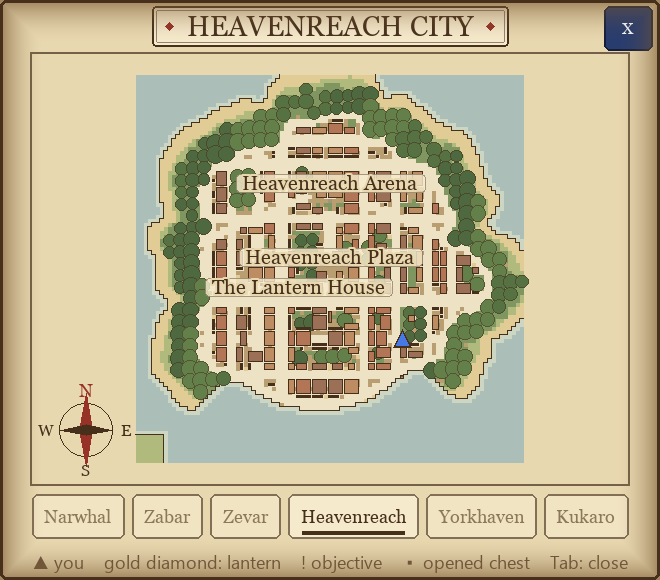 HEAVENREACH CITY
X
Heavenreach Arena
Heavenreach Plaza
The Lantern House
N
W E
S
Narwhal Zabar Zevar Heavenreach Yorkhaven Kukaro
▲ you gold diamond: lantern ! objective • opened chest Tab: close